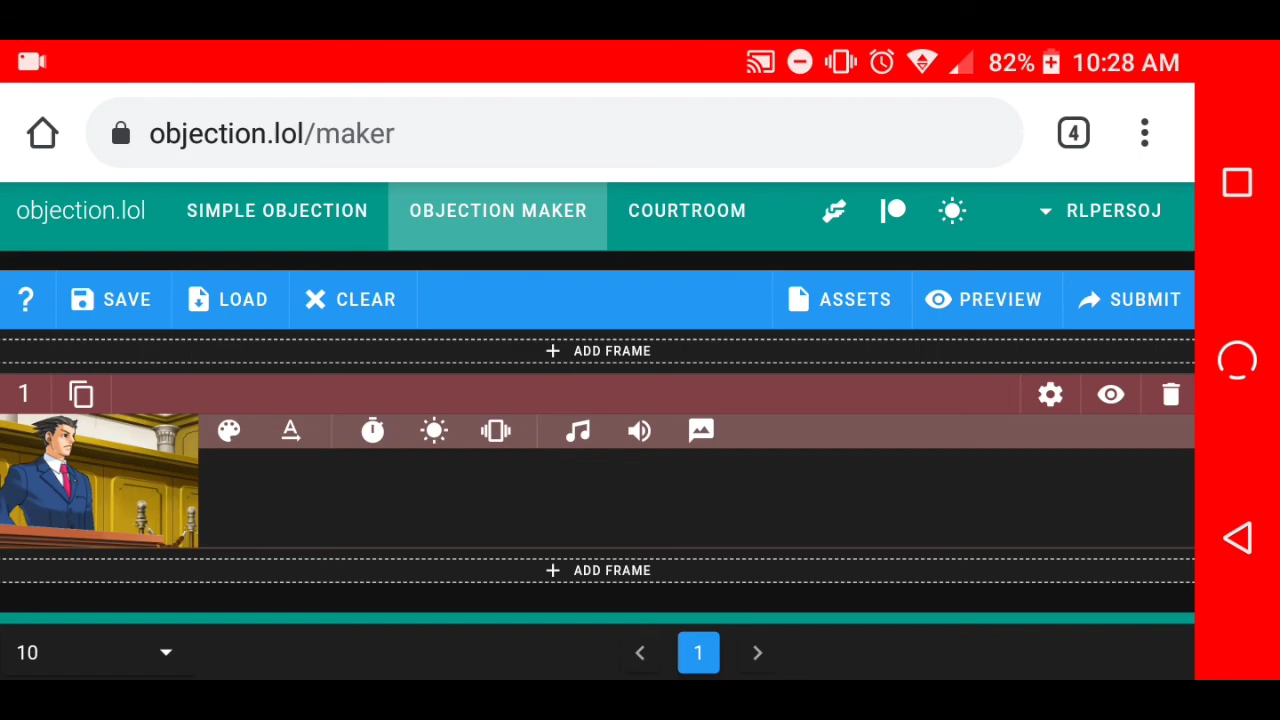 82% 10:28 AM
objection.lol/maker
4
objection.lol SIMPLE OBJECTION OBJECTION MAKER COURTROOM RLPERSOJ
? SAVE LOAD CLEAR ASSETS PREVIEW SUBMIT
+ ADD FRAME
1
+ ADD FRAME
10 < 1 >